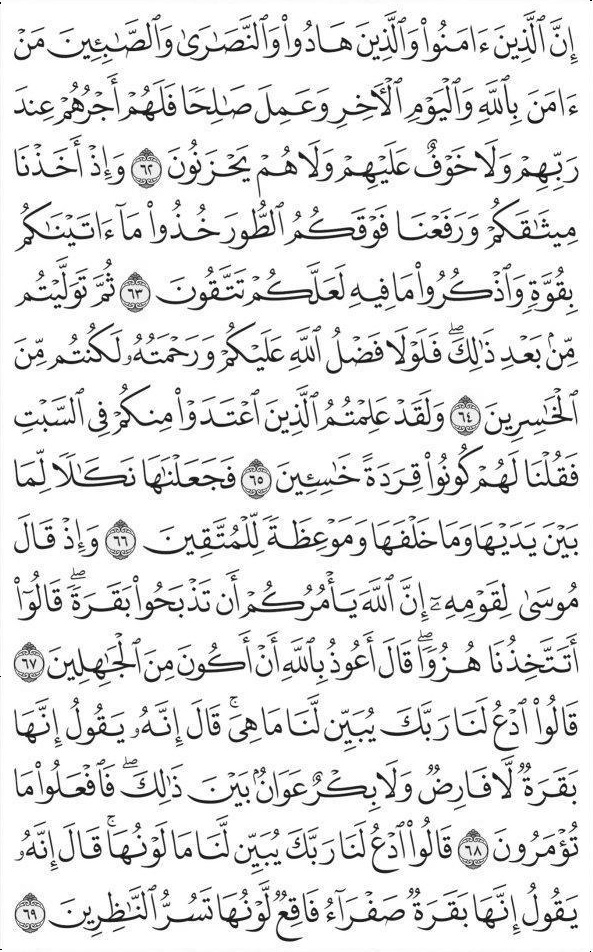 إِنَّ ٱلَّذِينَ ءَامَنُوا۟ وَٱلَّذِينَ هَادُوا۟ وَٱلنَّصَٰرَىٰ وَٱلصَّٰبِـِٔينَ مَنْ
ءَامَنَ بِٱللَّهِ وَٱلْيَوْمِ ٱلْـَٔاخِرِ وَعَمِلَ صَٰلِحًا فَلَهُمْ أَجْرُهُمْ عِندَ
رَبِّهِمْ وَلَا خَوْفٌ عَلَيْهِمْ وَلَا هُمْ يَحْزَنُونَ ٦٢ وَإِذْ أَخَذْنَا
مِيثَٰقَكُمْ وَرَفَعْنَا فَوْقَكُمُ ٱلطُّورَ خُذُوا۟ مَآ ءَاتَيْنَٰكُم
بِقُوَّةٍ وَٱذْكُرُوا۟ مَا فِيهِ لَعَلَّكُمْ تَتَّقُونَ ٦٣ ثُمَّ تَوَلَّيْتُم
مِّنۢ بَعْدِ ذَٰلِكَ ۖ فَلَوْلَا فَضْلُ ٱللَّهِ عَلَيْكُمْ وَرَحْمَتُهُۥ لَكُنتُم مِّنَ
ٱلْخَٰسِرِينَ ٦٤ وَلَقَدْ عَلِمْتُمُ ٱلَّذِينَ ٱعْتَدَوْا۟ مِنكُمْ فِى ٱلسَّبْتِ
فَقُلْنَا لَهُمْ كُونُوا۟ قِرَدَةً خَٰسِـِٔينَ ٦٥ فَجَعَلْنَٰهَا نَكَٰلًا لِّمَا
بَيْنَ يَدَيْهَا وَمَا خَلْفَهَا وَمَوْعِظَةً لِّلْمُتَّقِينَ ٦٦ وَإِذْ قَالَ
مُوسَىٰ لِقَوْمِهِۦٓ إِنَّ ٱللَّهَ يَأْمُرُكُمْ أَن تَذْبَحُوا۟ بَقَرَةً ۖ قَالُوٓا۟
أَتَتَّخِذُنَا هُزُوًا ۖ قَالَ أَعُوذُ بِٱللَّهِ أَنْ أَكُونَ مِنَ ٱلْجَٰهِلِينَ ٦٧
قَالُوا۟ ٱدْعُ لَنَا رَبَّكَ يُبَيِّن لَّنَا مَا هِىَ ۚ قَالَ إِنَّهُۥ يَقُولُ إِنَّهَا
بَقَرَةٌ لَّا فَارِضٌ وَلَا بِكْرٌ عَوَانٌۢ بَيْنَ ذَٰلِكَ ۖ فَٱفْعَلُوا۟ مَا
تُؤْمَرُونَ ٦٨ قَالُوا۟ ٱدْعُ لَنَا رَبَّكَ يُبَيِّن لَّنَا مَا لَوْنُهَا ۚ قَالَ إِنَّهُۥ
يَقُولُ إِنَّهَا بَقَرَةٌ صَفْرَآءُ فَاقِعٌ لَّوْنُهَا تَسُرُّ ٱلنَّٰظِرِينَ ٦٩